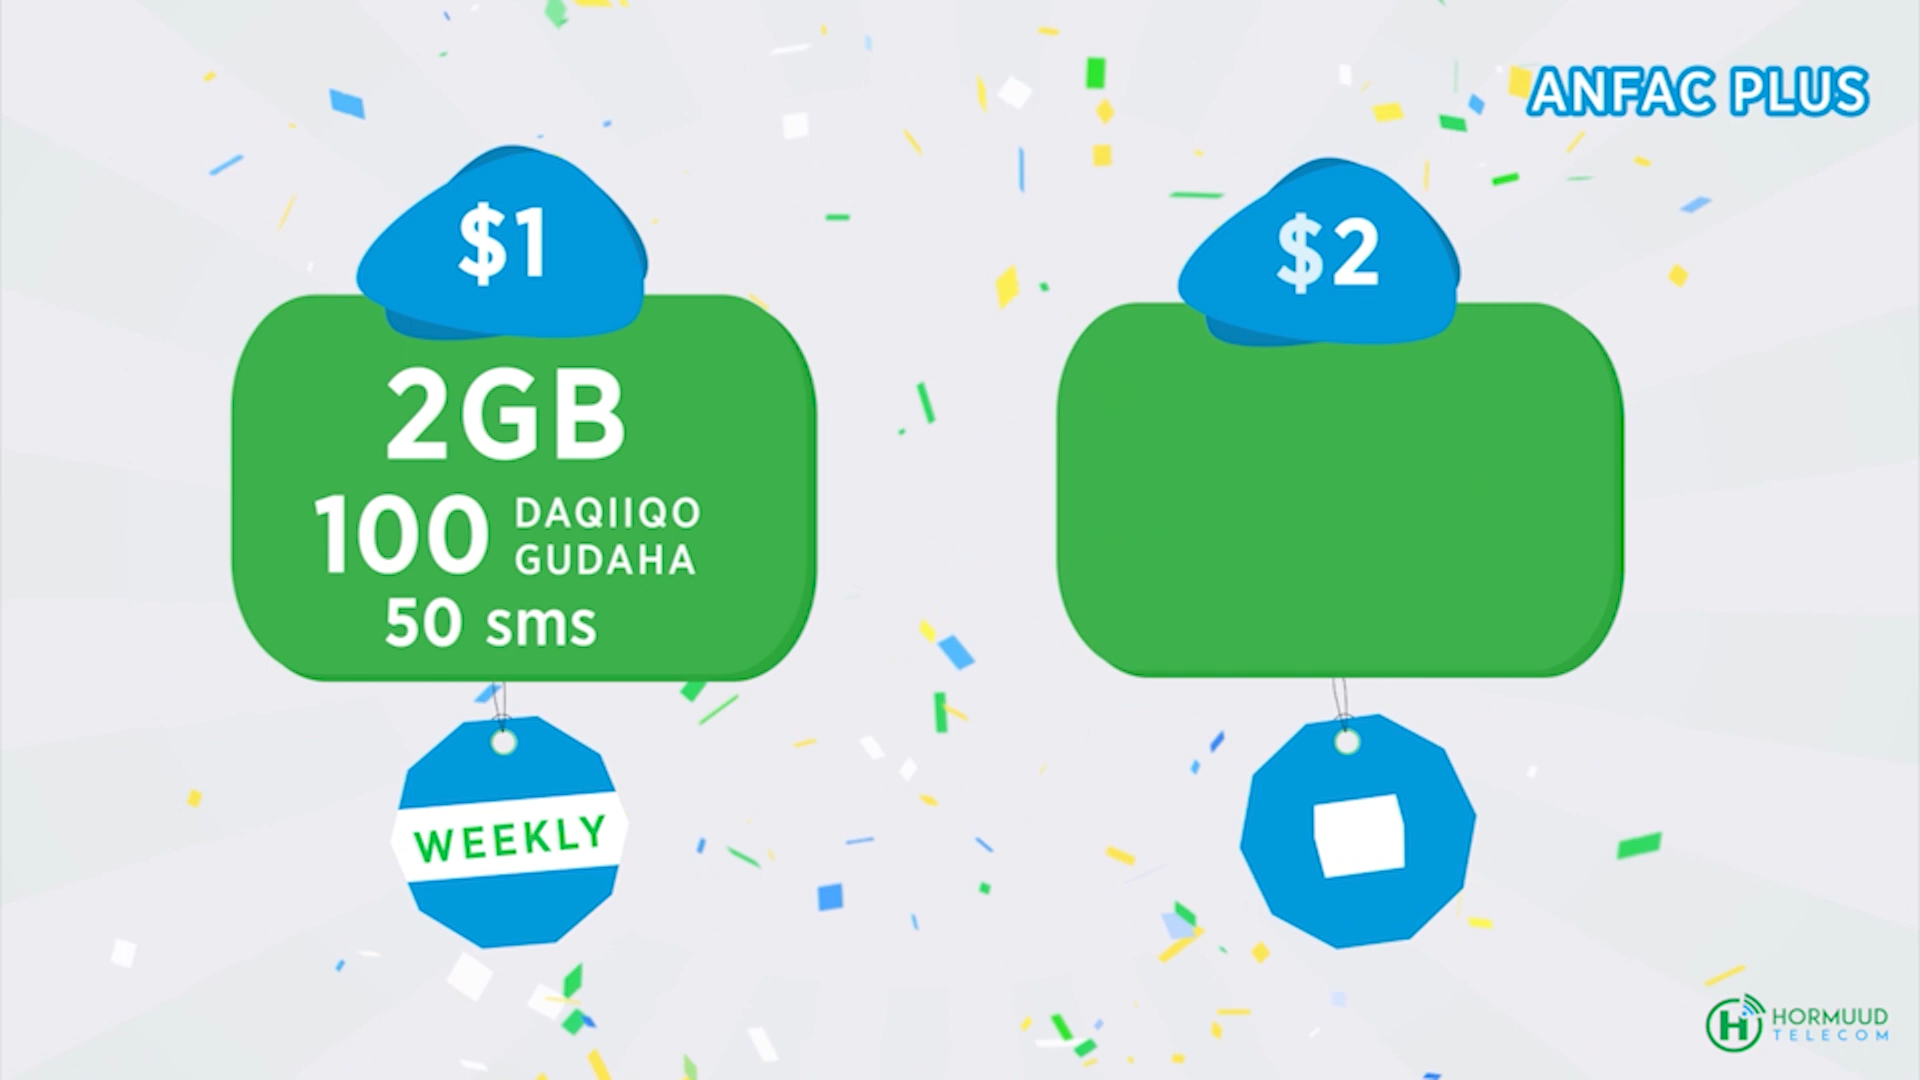 ANFAC PLUS
$1
2GB
100 DAQIIQO
GUDAHA
50 sms
WEEKLY
$2
HORMUUD
TELECOM